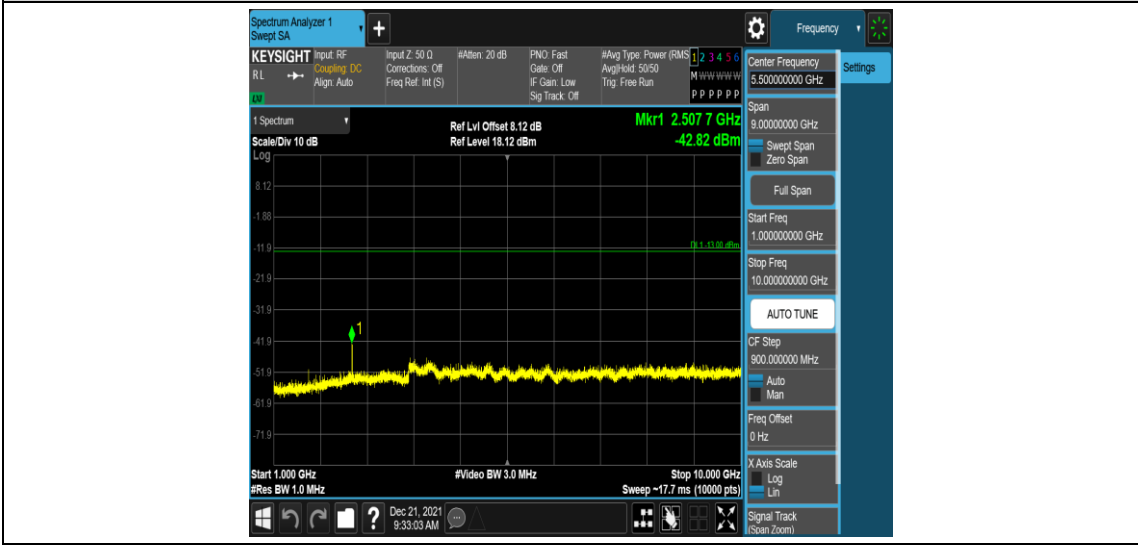 Spectrum Analyzer 1
Swept SA
+
Frequency
KEYSIGHT
RL
Input: RF
Coupling: DC
Align: Auto
Input Z: 50 Ω
Corrections: Off
Freq Ref: Int (S)
#Atten: 20 dB
PNO: Fast
Gate: Off
IF Gain: Low
Sig Track: Off
#Avg Type: Power (RMS
Avg|Hold: 50/50
Trig: Free Run
1 2 3 4 5 6
M W W W W W
P P P P P P
1 Spectrum
Scale/Div 10 dB
Log
Ref Lvl Offset 8.12 dB
Ref Level 18.12 dBm
Mkr1 2.507 7 GHz
-42.82 dBm
8.12
-1.88
-11.9
DL1 -13.00 dBm
-21.9
-31.9
1
-41.9
-51.9
-61.9
-71.9
Start 1.000 GHz
#Res BW 1.0 MHz
#Video BW 3.0 MHz
Stop 10.000 GHz
Sweep ~17.7 ms (10000 pts)
?
Dec 21, 2021
9:33:03 AM
Center Frequency
5.500000000 GHz
Settings
Span
9.00000000 GHz
Swept Span
Zero Span
Full Span
Start Freq
1.000000000 GHz
Stop Freq
10.000000000 GHz
AUTO TUNE
CF Step
900.000000 MHz
Auto
Man
Freq Offset
0 Hz
X Axis Scale
Log
Lin
Signal Track
(Span Zoom)